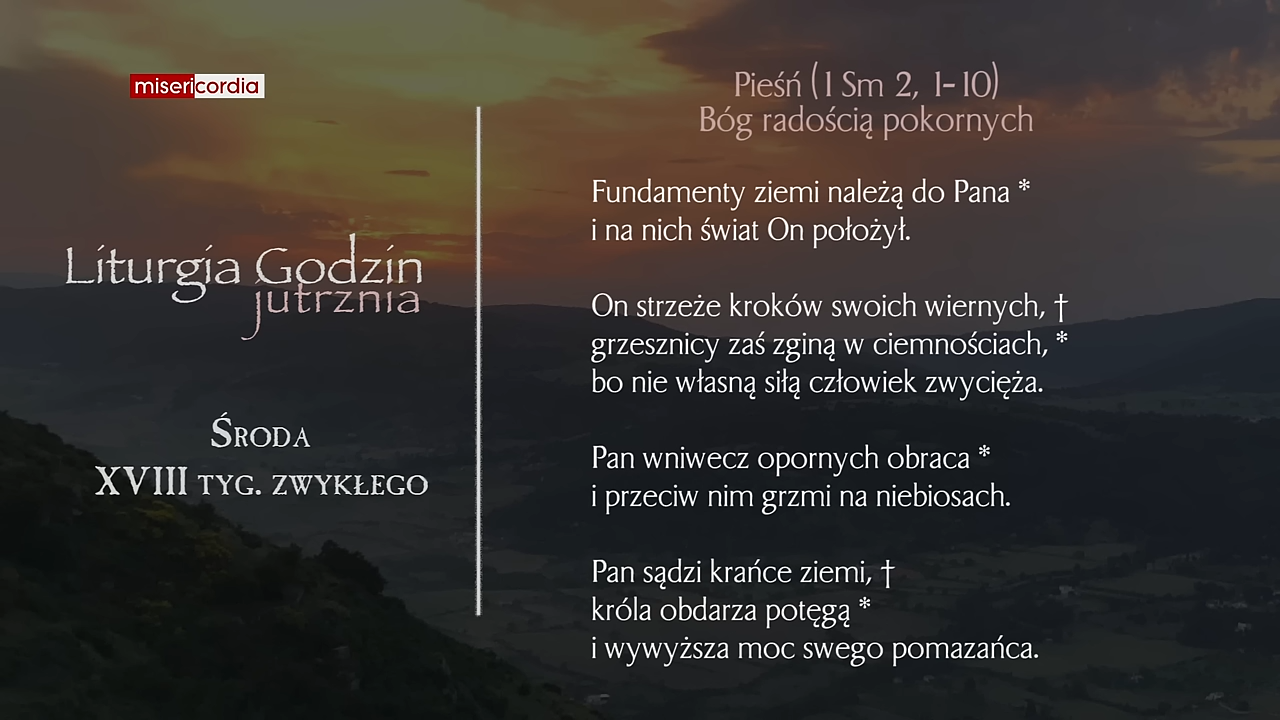 misericordia
Liturgia Godzin
jutrznia
Środa
XVIII tyg. zwykłego
Pieśń (1 Sm 2, 1-10)
Bóg radością pokornych
Fundamenty ziemi należą do Pana *
i na nich świat On położył.
On strzeże kroków swoich wiernych, †
grzesznicy zaś zginą w ciemnościach, *
bo nie własną siłą człowiek zwycięża.
Pan wniwecz opornych obraca *
i przeciw nim grzmi na niebiosach.
Pan sądzi krańce ziemi, †
króla obdarza potęgą *
i wywyższa moc swego pomazańca.